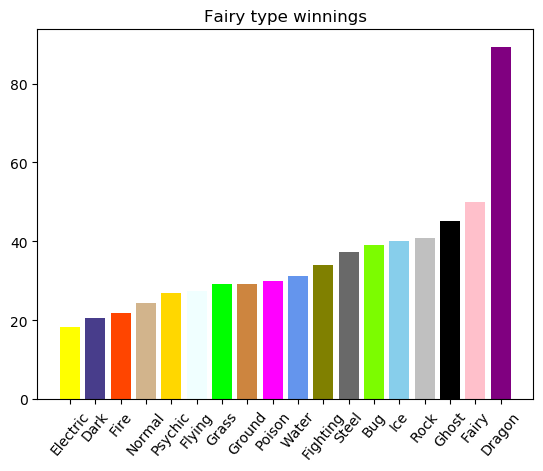 Fairy type winnings
80
60
40
20
0
Electric
Dark
Fire
Normal
Psychic
Flying
Grass
Ground
Poison
Water
Fighting
Steel
Bug
Ice
Rock
Ghost
Fairy
Dragon